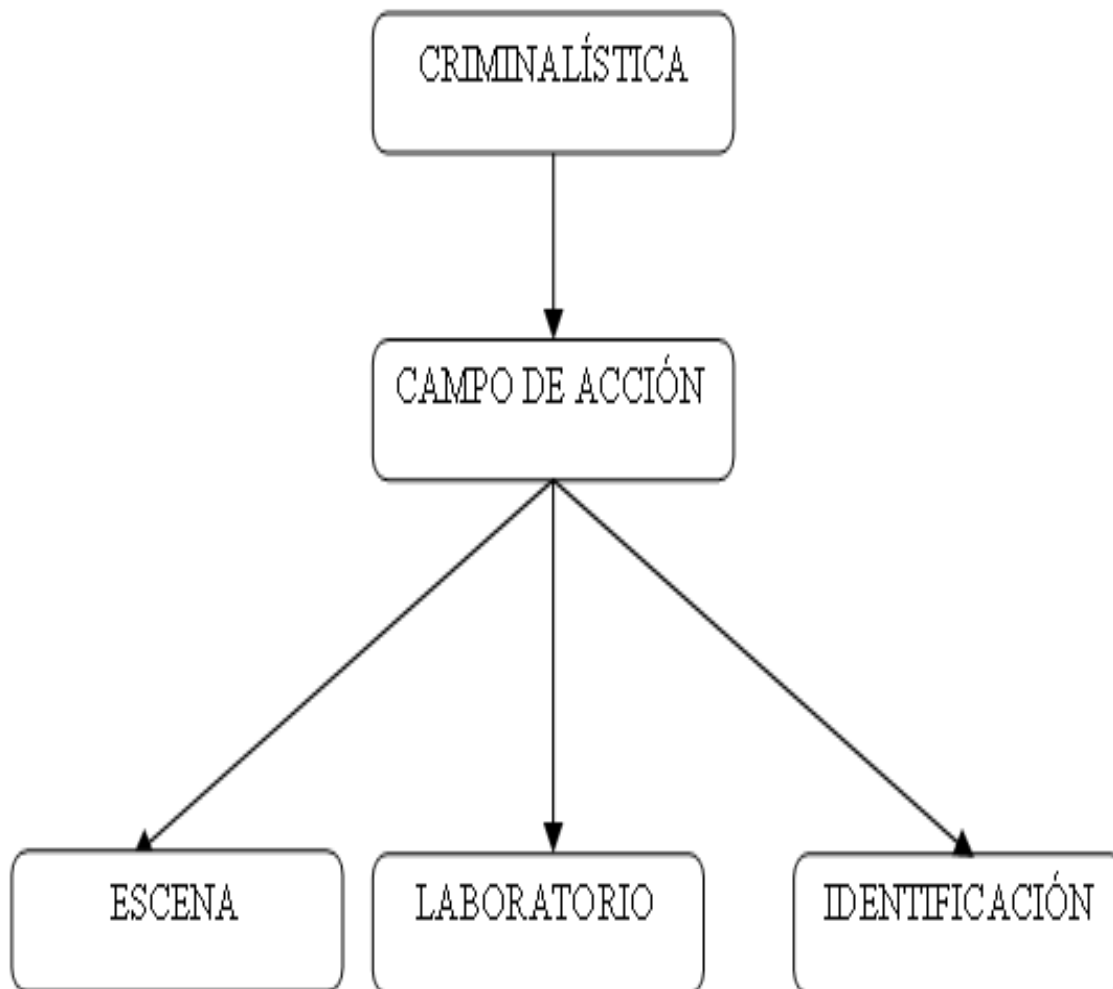 CRIMINALÍSTICA
CAMPO DE ACCIÓN
ESCENA
LABORATORIO
IDENTIFICACIÓN